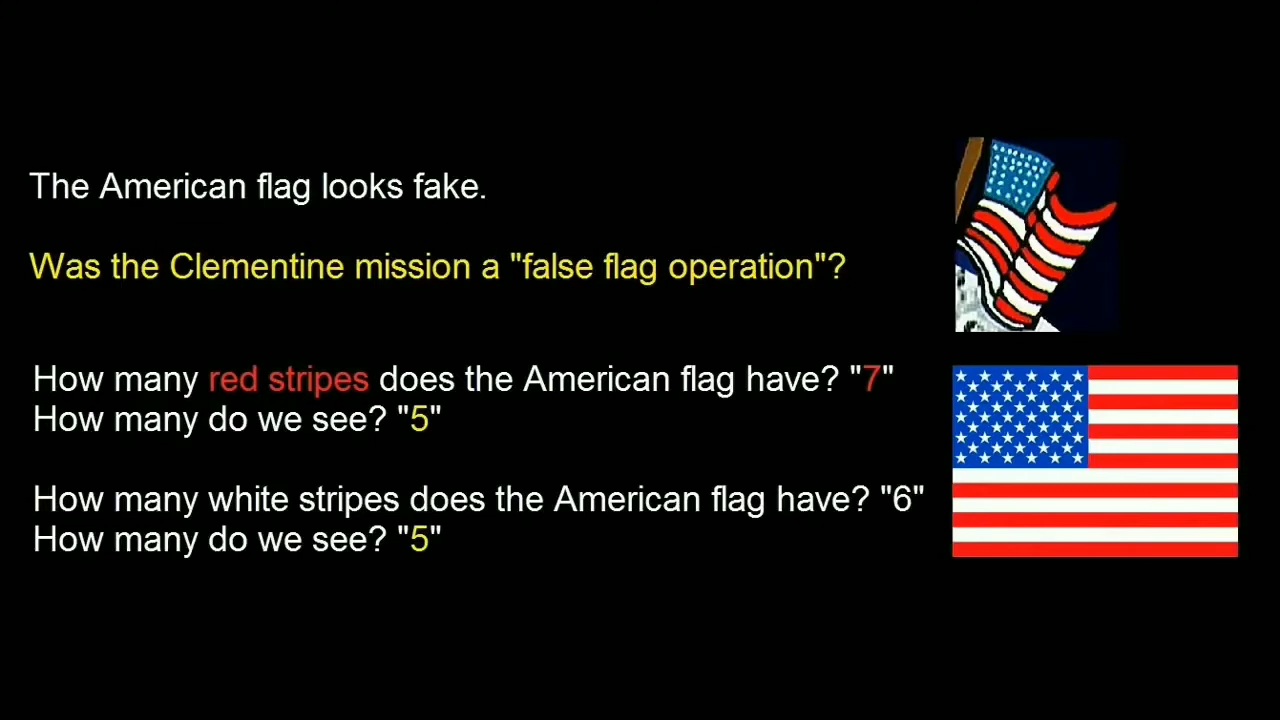 The American flag looks fake.
Was the Clementine mission a "false flag operation"?
How many red stripes does the American flag have? "7"
How many do we see? "5"
How many white stripes does the American flag have? "6"
How many do we see? "5"